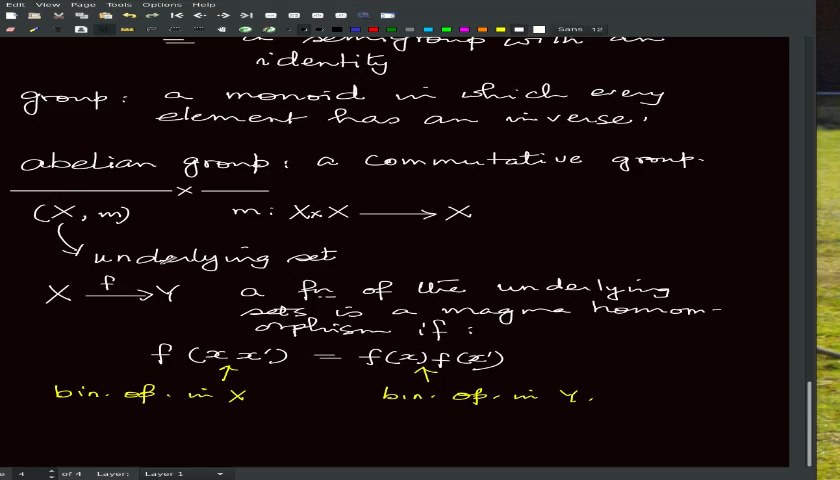 Edit View Page Tools Options Help
Sans 12
= a semigroup with an
identity
group: a monoid in which every
element has an inverse.
abelian group: a commutative group.
x
(X, m) m: X x X → X
underlying set
X f→ Y a fn. of the underlying
sets is a magma homom-
orphism if:
f (x x') = f(x) f(x')
bin. op. in X bin. op. in Y.
4 of 4 Layer: Layer 1